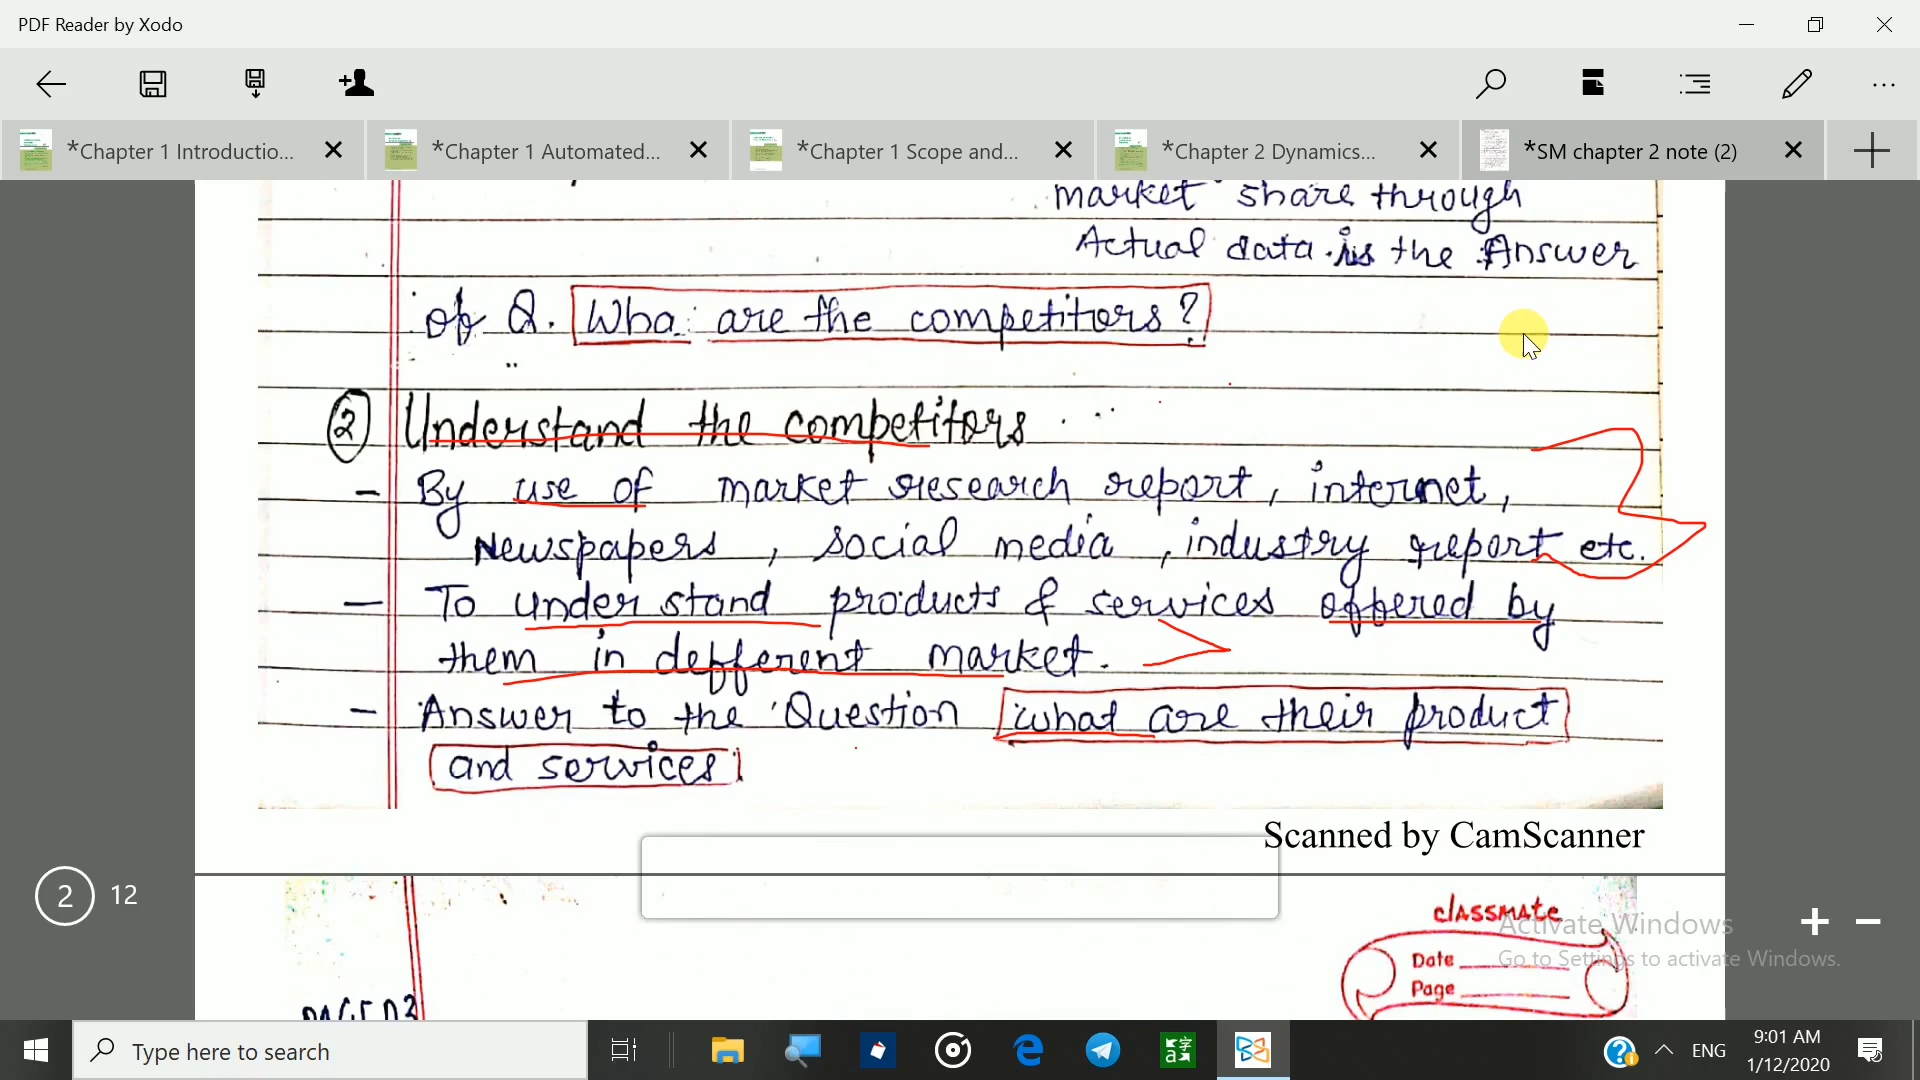 PDF Reader by Xodo
*Chapter 1 Introductio...
*Chapter 1 Automated...
*Chapter 1 Scope and...
*Chapter 2 Dynamics...
*SM chapter 2 note (2)
market share through
Actual data is the Answer
of Q. Who are the competitors?
2 Understand the competitors
- By use of market research report, internet,
Newspapers, social media, industry report etc.
- To understand products & services offered by
them in defferent market.
- Answer to the Question what are their product
and services
Scanned by CamScanner
2 12
classmate
Date
Page
Activate Windows
Go to Settings to activate Windows.
Type here to search
ENG
9:01 AM
1/12/2020